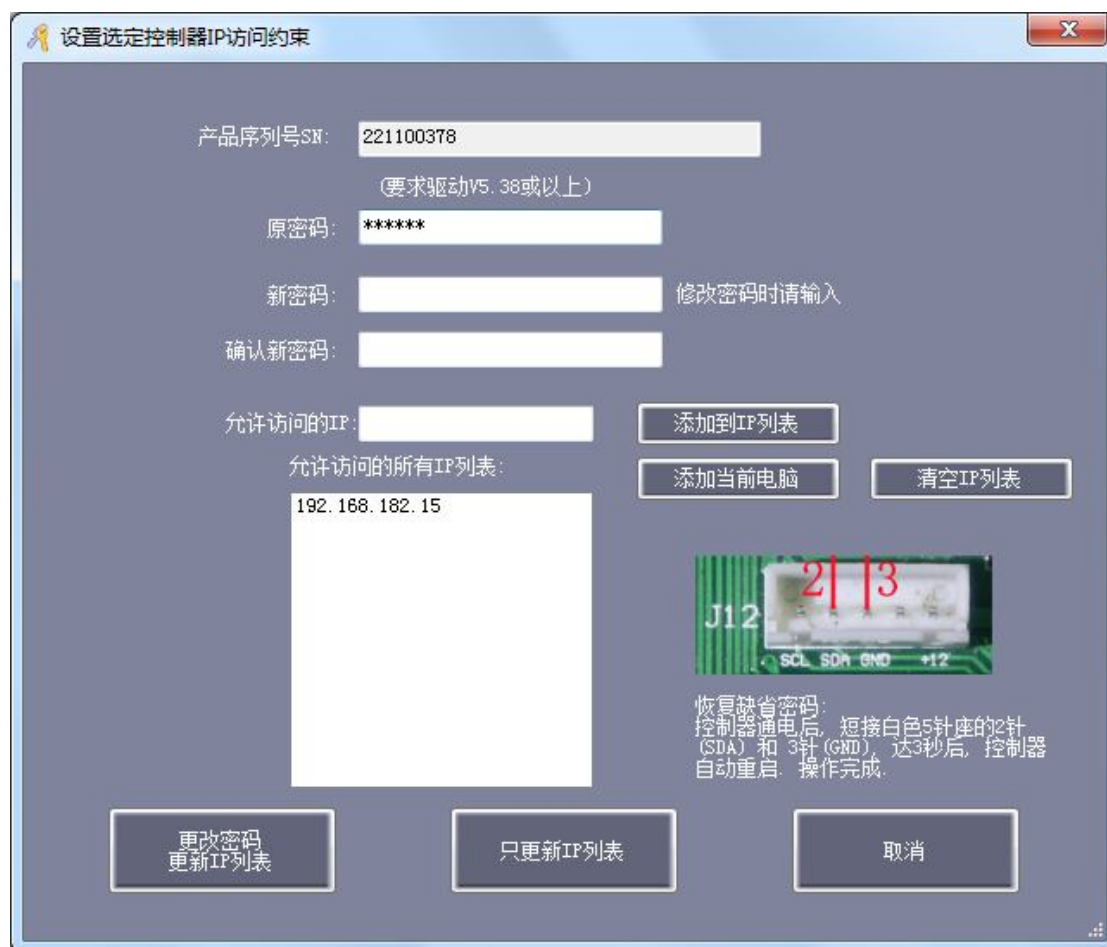 设置选定控制器IP访问约束
X
产品序列号SN:
221100378
(要求驱动V5.38或以上)
原密码:
******
新密码:
修改密码时请输入
确认新密码:
允许访问的IP:
添加到IP列表
允许访问的所有IP列表:
添加当前电脑
清空IP列表
192.168.182.15
2
3
J12
SCL SDA GND +12
恢复缺省密码:
控制器通电后, 短接白色5针座的2针
(SDA) 和 3针(GND), 达3秒后, 控制器
自动重启. 操作完成.
更改密码
更新IP列表
只更新IP列表
取消